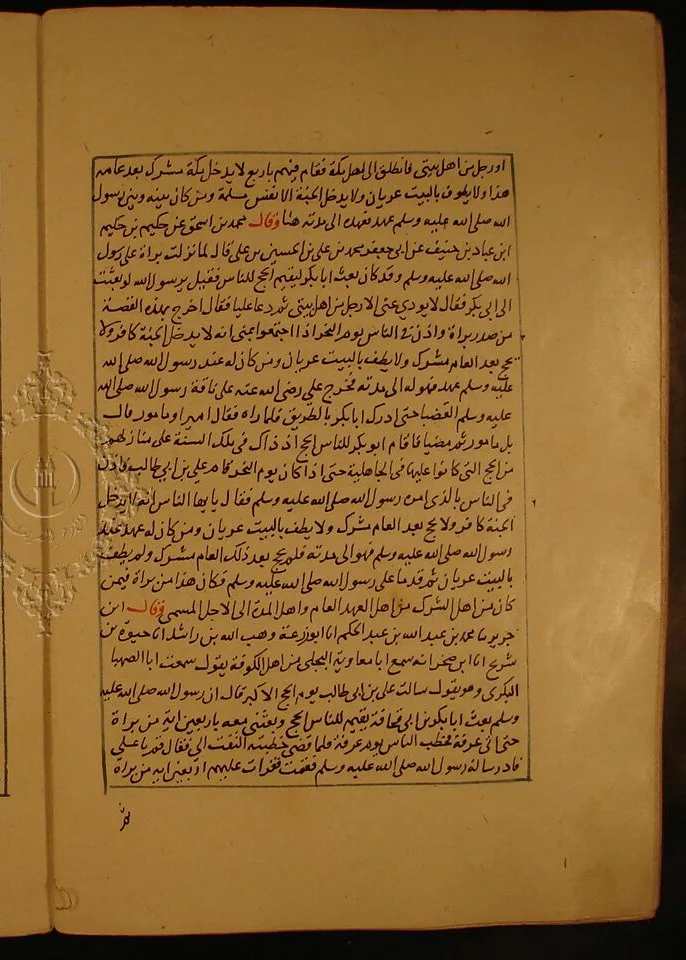 او رجل من اهل بيتي فانطلق الى اهل مكة فقام فيهم باربع لا يدخل مكة مشرك بعد عامه
هذا ولا يطوف بالبيت عريان ولا يدخل الجنة الا نفس مسلمة ومن كان بينه وبين رسول
الله صلى الله عليه وسلم عهد فعهده الى مدته وقال محمد بن اسحق عن حكيم بن حكيم
ابن عباد بن حنيف عن ابي جعفر محمد بن علي بن الحسين بن علي قال لما نزلت براة على رسول
الله صلى الله عليه وسلم وقد كان بعث ابا بكر ليقيم الحج للناس فقيل يرسول الله لو بعثت
الى ابي بكر فقال لا يودي عني الا رجل من اهل بيتي ثم دعا عليا فقال اخرج بهذه القصة
من صدر براة واذن في الناس يوم النحر اذا اجتمعوا بمنى انه لا يدخل الجنة كافر ولا
يحج بعد العام مشرك ولا يطف بالبيت عريان ومن كان له عند رسول الله صلى الله
عليه وسلم عهد فهو له الى مدته فخرج علي رضي الله عنه على ناقة رسول الله صلى الله
عليه وسلم العضبا حتى ادرك ابا بكر بالطريق فلما راه فقال امير او مامور قال
بل مامور ثم مضيا فاقام ابو بكر للناس الحج اذ ذاك في تلك السنة على منازلهم
من الحج التي كانوا عليها في الجاهلية حتى اذا كان يوم النحر قام علي بن ابي طالب فاذن
في الناس بالذي امره رسول الله صلى الله عليه وسلم فقال يايها الناس انه لا يدخل
الجنة كافر ولا يحج بعد العام مشرك ولا يطف بالبيت عريان ومن كان له عهد عند
رسول الله صلى الله عليه وسلم فهو الى مدته فلم يحج بعد ذلك العام مشرك ولم يطف
بالبيت عريان ثم قدما على رسول الله صلى الله عليه وسلم فكان هذا من براة فيمن
كان من اهل الشرك من اهل العهد العام واهل المدة الى الاجل المسمى وقال ابن
جرير ثنا محمد بن عبد الله بن عبد الحكم انا ابو زرعة وهب الله بن راشد انا حيوة بن
شريح انا ابن صخر انه سمع ابا معاوية البجلي من اهل الكوفة يقول سمعت ابا الصهبا
البكري وهو يقول سالت علي بن ابي طالب يوم الحج الاكبر قال ان رسول الله صلى الله عليه
وسلم بعث ابا بكر بن ابي قحافة يقيم للناس الحج وبعثني معه باربعين اية من براة
حتى اتى عرفة فخطب الناس يوم عرفة فلما قضى خطبته التفت الي فقال قم يا علي
فاد رسالة رسول الله صلى الله عليه وسلم فقمت فقرات عليهم اربعين اية من براة